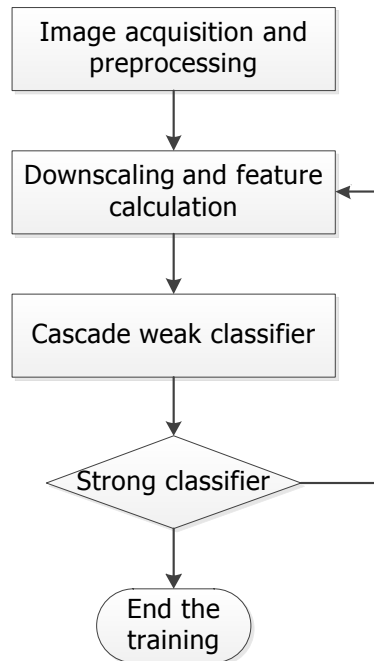 Image acquisition and
preprocessing
Downscaling and feature
calculation
Cascade weak classifier
Strong classifier
End the
training